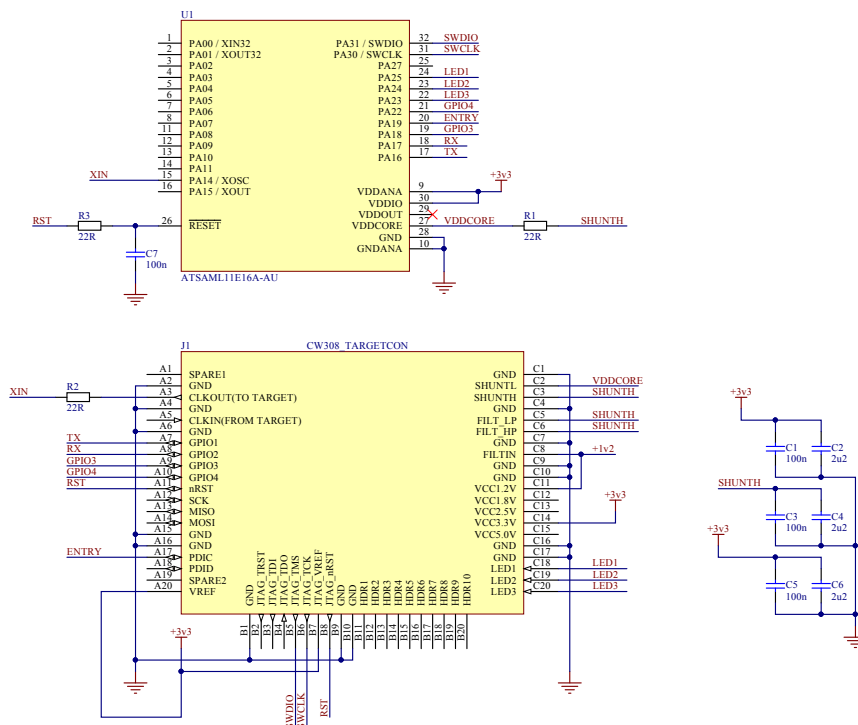 U1
1 PA00 / XIN32 PA31 / SWDIO 32 SWDIO
2 PA01 / XOUT32 PA30 / SWCLK 31 SWCLK
3 PA02 PA27 25
4 PA03 PA25 24 LED1
5 PA04 PA24 23 LED2
6 PA05 PA23 22 LED3
7 PA06 PA22 21 GPIO4
8 PA07 PA19 20 ENTRY
11 PA08 PA18 19 GPIO3
12 PA09 PA17 18 RX
13 PA10 PA16 17 TX
14 PA11
XIN 15 PA14 / XOSC
16 PA15 / XOUT
VDDANA 9 +3v3
VDDIO 30
VDDOUT 29
RST R3 22R 26 RESET
VDDCORE 27 VDDCORE R1 22R SHUNTH
GND 28
GNDANA 10
C7
100n
ATSAML11E16A-AU
J1 CW308_TARGETCON
A1 SPARE1 GND C1
A2 GND SHUNTL C2 VDDCORE
XIN R2 22R A3 CLKOUT(TO TARGET) SHUNTH C3 SHUNTH
A4 GND GND C4
A5 CLKIN(FROM TARGET) FILT_LP C5 SHUNTH
A6 GND FILT_HP C6 SHUNTH
TX A7 GPIO1 GND C7
RX A8 GPIO2 FILTIN C8 +1v2
GPIO3 A9 GPIO3 GND C9
GPIO4 A10 GPIO4 GND C10
RST A11 nRST VCC1.2V C11
A12 SCK VCC1.8V C12
A13 MISO VCC2.5V C13
A14 MOSI VCC3.3V C14 +3v3
A15 GND VCC5.0V C15
A16 GND GND C16
ENTRY A17 PDIC GND C17
A18 PDID LED1 C18 LED1
A19 SPARE2 LED2 C19 LED2
A20 VREF LED3 C20 LED3
GND B1
JTAG_TRST B2
JTAG_TDI B3
JTAG_TDO B4
JTAG_TMS B5 SWDIO
JTAG_TCK B6 SWCLK
JTAG_VREF B7
JTAG_nRST B8 RST
GND B9
GND B10
HDR1 B11
HDR2 B12
HDR3 B13
HDR4 B14
HDR5 B15
HDR6 B16
HDR7 B17
HDR8 B18
HDR9 B19
HDR10 B20
+3v3
+3v3
C1 C2
100n 2u2
SHUNTH
C3 C4
100n 2u2
+3v3
C5 C6
100n 2u2